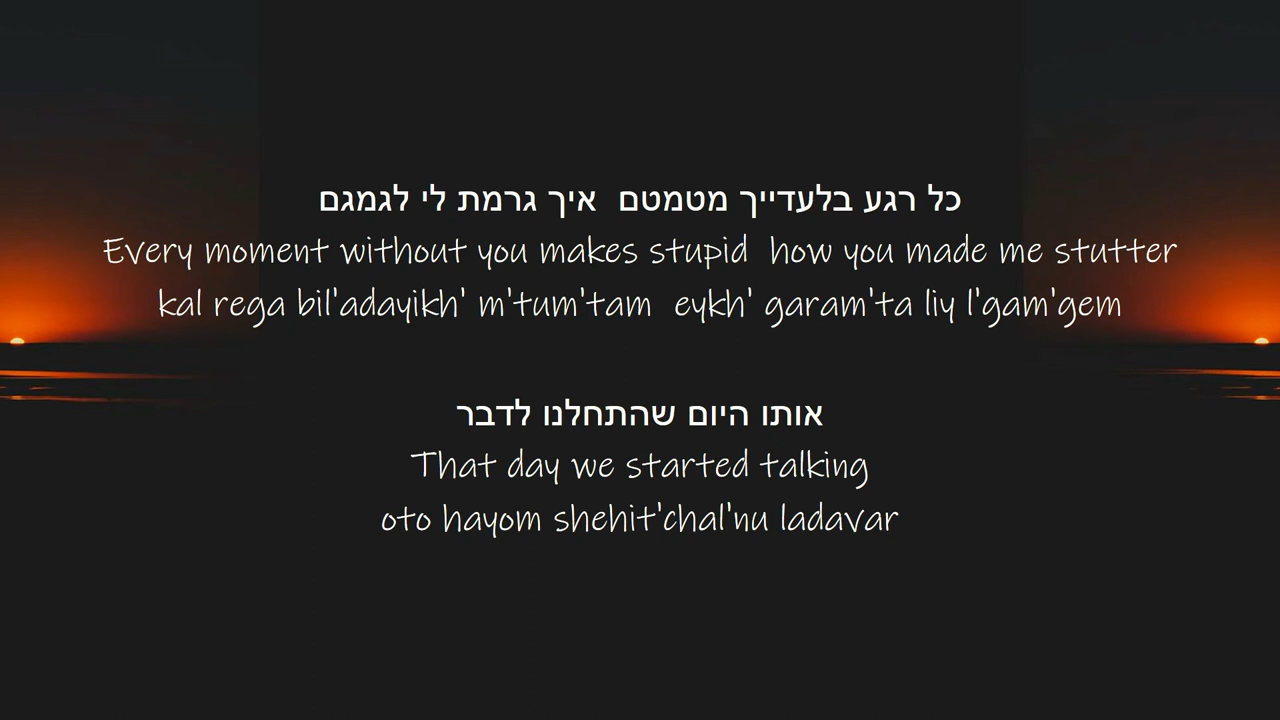 כל רגע בלעדייך מטמטם  איך גרמת לי לגמגם
Every moment without you makes stupid  how you made me stutter
kal rega bil'adayikh' m'tum'tam  eykh' garam'ta liy l'gam'gem
אותו היום שהתחלנו לדבר
That day we started talking
oto hayom shehit'chal'nu ladavar